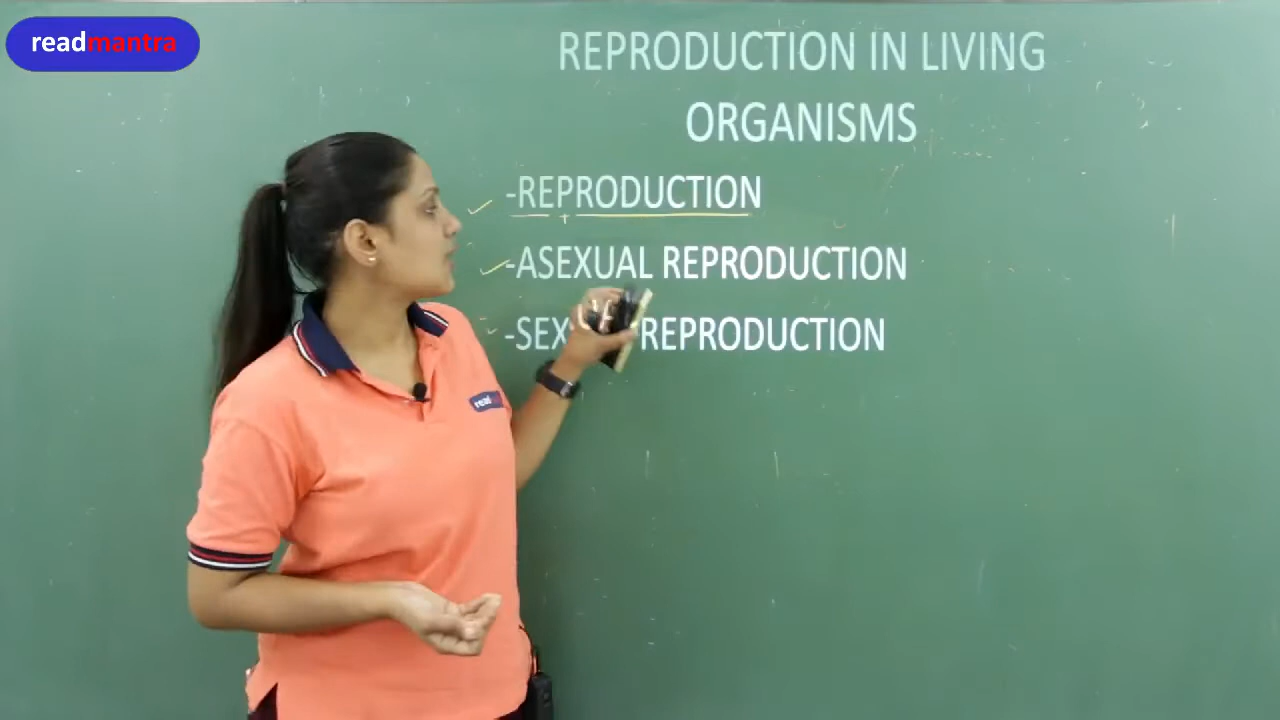 readmantra
REPRODUCTION IN LIVING
ORGANISMS
-REPRODUCTION
-ASEXUAL REPRODUCTION
REPRODUCTION